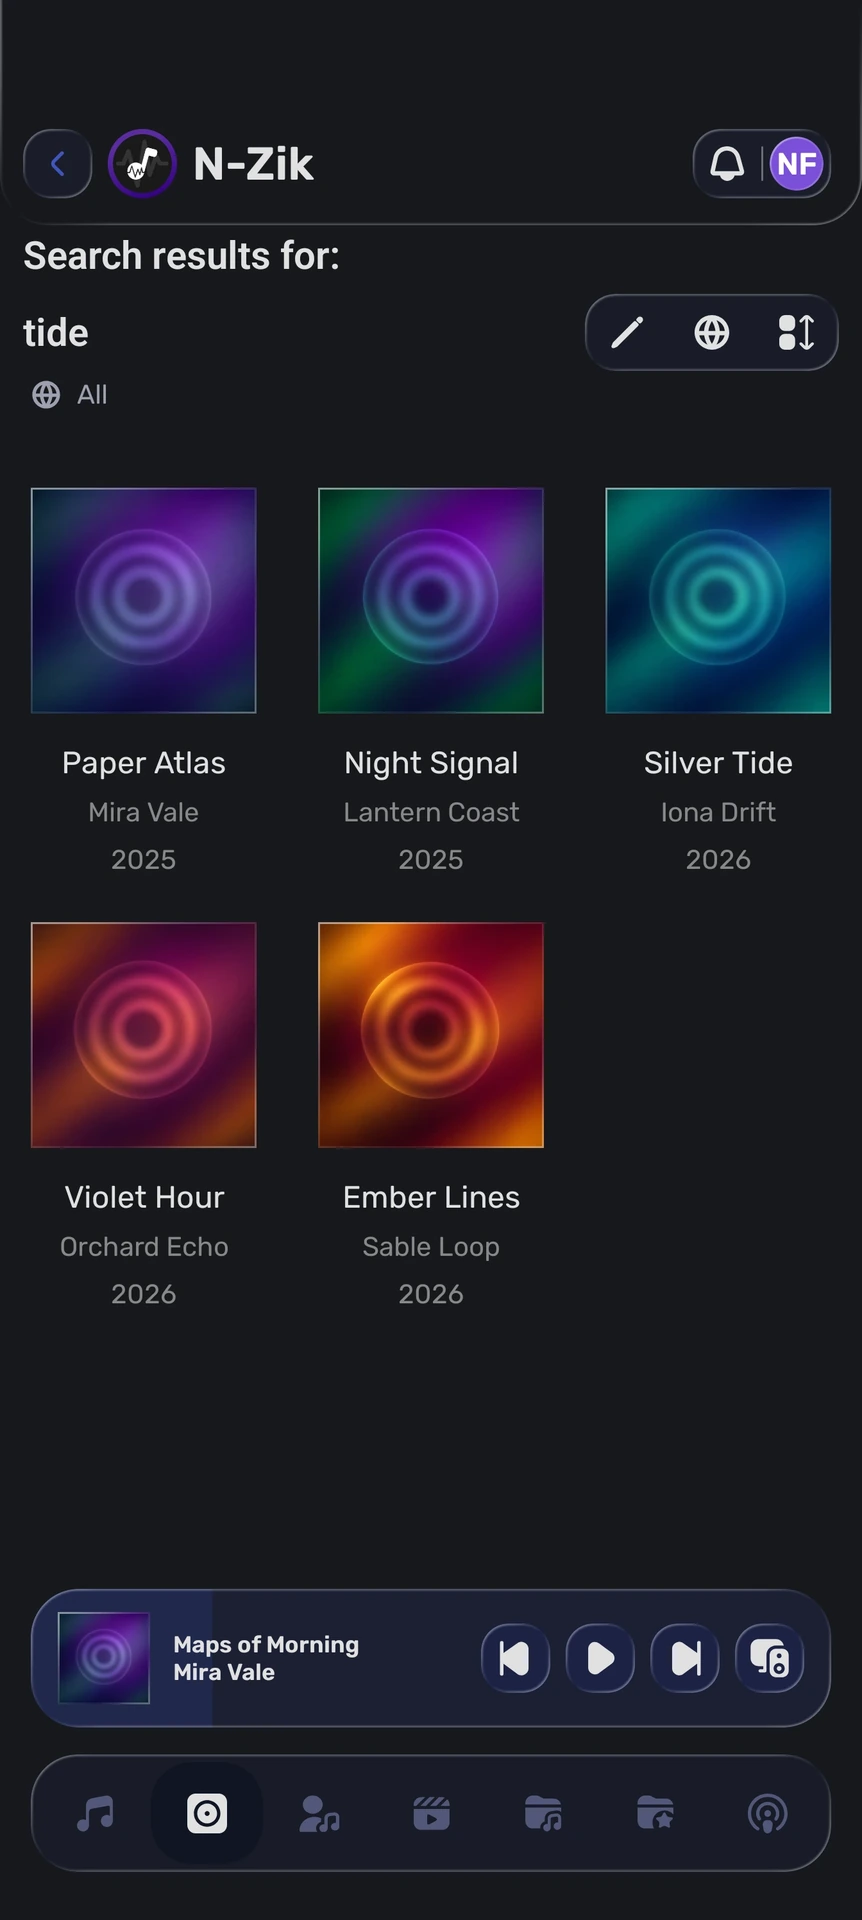 N-Zik
NF
Search results for:
tide
All
Paper Atlas
Mira Vale
2025
Night Signal
Lantern Coast
2025
Silver Tide
Iona Drift
2026
Violet Hour
Orchard Echo
2026
Ember Lines
Sable Loop
2026
Maps of Morning
Mira Vale